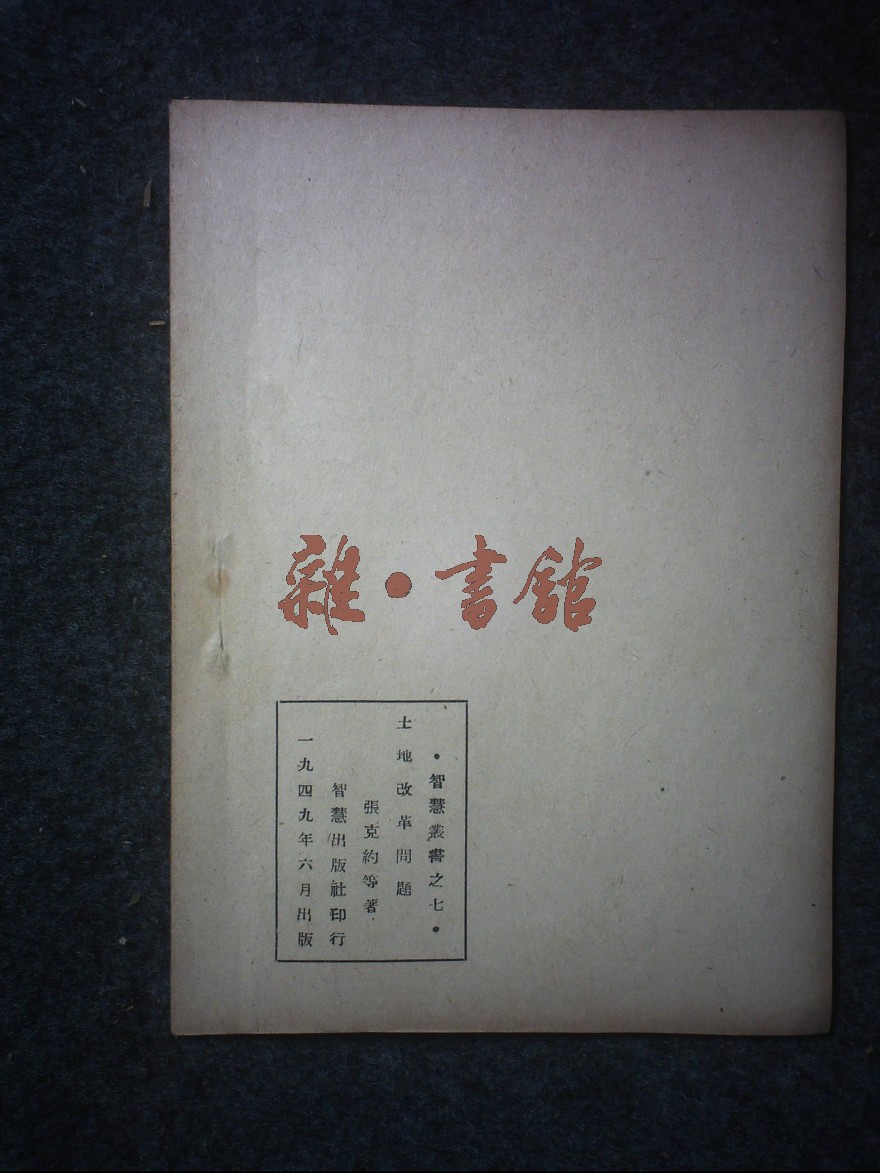 雜•書舘
•智慧叢書之七•
土地改革問題
張克約等著
智慧出版社印行
一九四九年六月出版